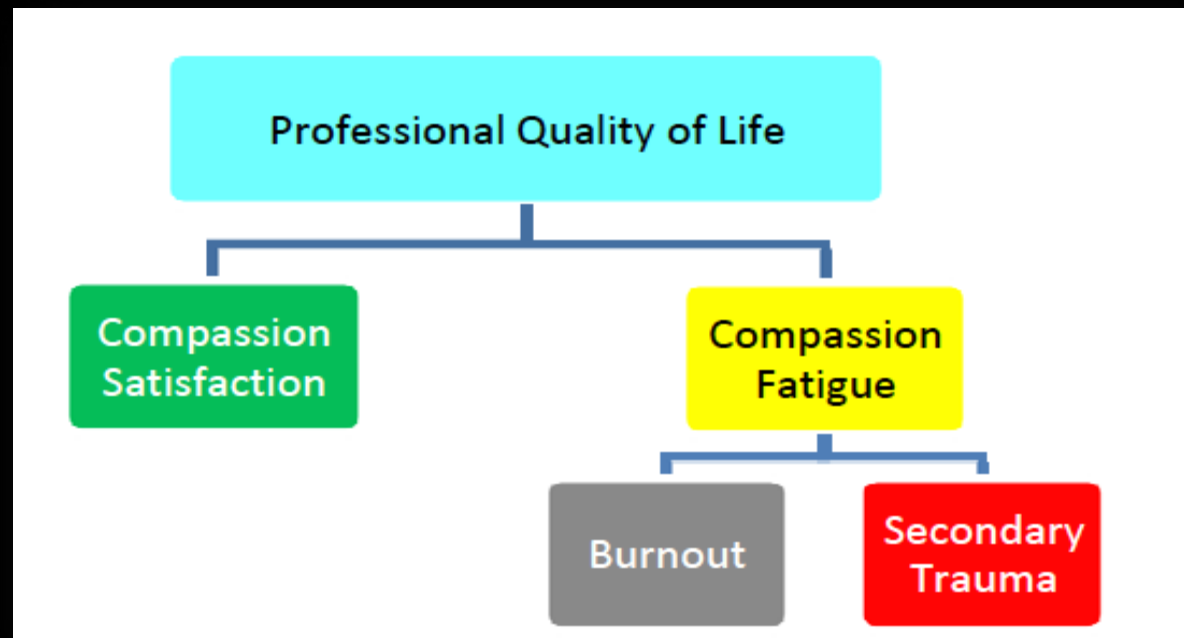 Professional Quality of Life
Compassion
Satisfaction
Compassion
Fatigue
Burnout
Secondary
Trauma